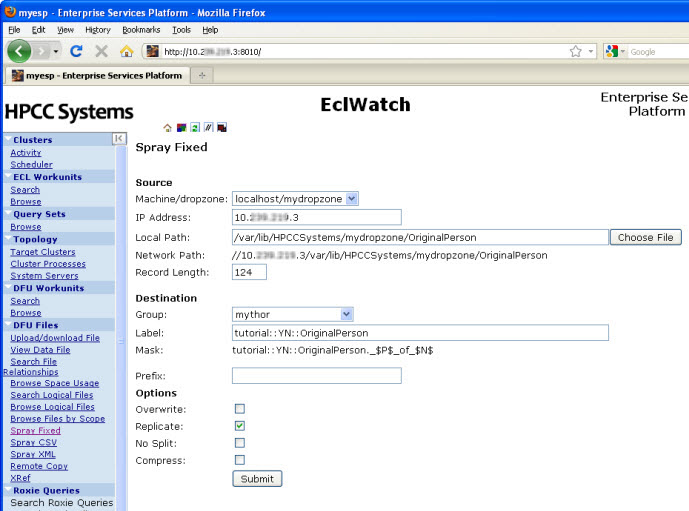 myesp - Enterprise Services Platform - Mozilla Firefox
File Edit View History Bookmarks Tools Help
http://10.2 .3:8010/
Google
myesp - Enterprise Services Platform
HPCC Systems
EclWatch
Enterprise Se
Platform
Clusters
Activity
Scheduler
ECL Workunits
Search
Browse
Query Sets
Browse
Topology
Target Clusters
Cluster Processes
System Servers
DFU Workunits
Search
Browse
DFU Files
Upload/download File
View Data File
Search File
Relationships
Browse Space Usage
Search Logical Files
Browse Logical Files
Browse Files by Scope
Spray Fixed
Spray CSV
Spray XML
Remote Copy
XRef
Roxie Queries
Search Roxie Queries
Spray Fixed
Source
Machine/dropzone: localhost/mydropzone
IP Address: 10. .3
Local Path: /var/lib/HPCCSystems/mydropzone/OriginalPerson Choose File
Network Path: //10. .3/var/lib/HPCCSystems/mydropzone/OriginalPerson
Record Length: 124
Destination
Group: mythor
Label: tutorial::YN::OriginalPerson
Mask: tutorial::YN::OriginalPerson._$P$_of_$N$
Prefix:
Options
Overwrite:
Replicate:
No Split:
Compress:
Submit